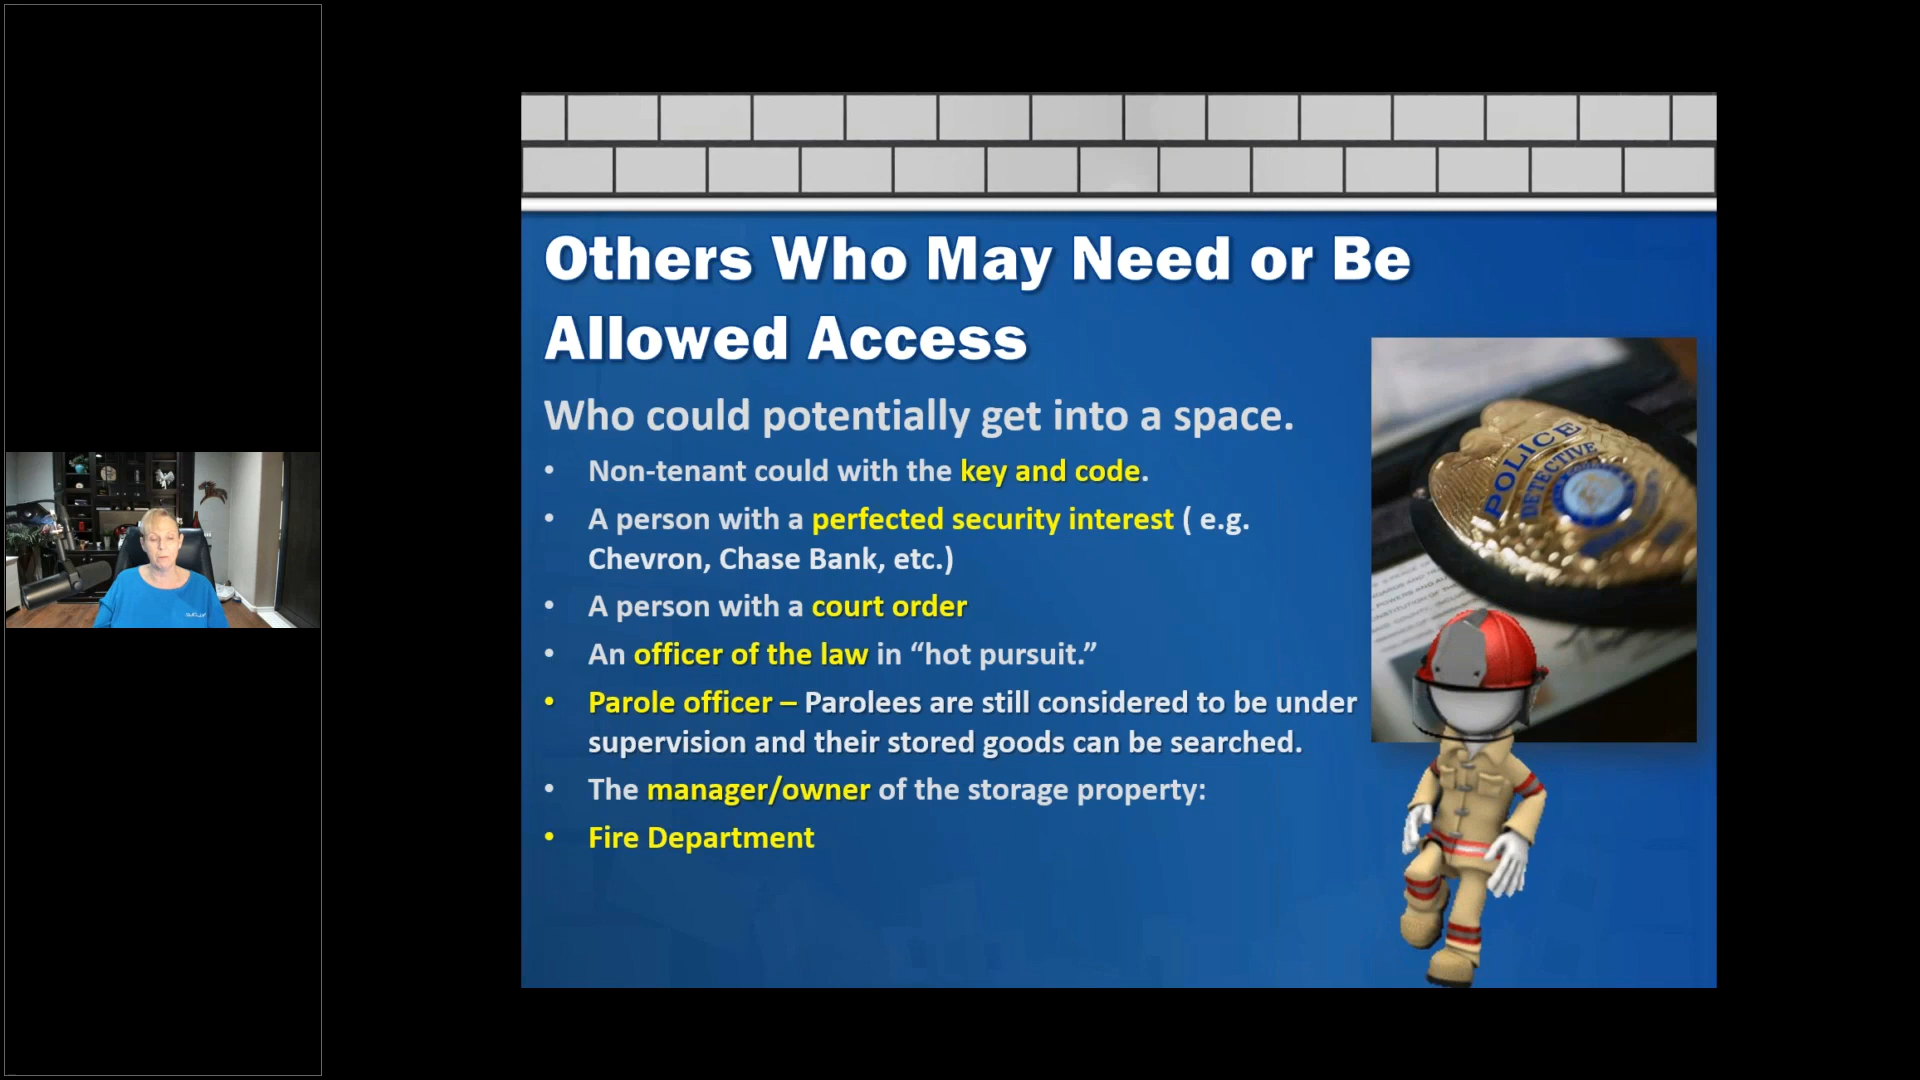 Others Who May Need or Be
Allowed Access
Who could potentially get into a space.
• Non-tenant could with the key and code.
• A person with a perfected security interest ( e.g.
Chevron, Chase Bank, etc.)
• A person with a court order
• An officer of the law in “hot pursuit.”
• Parole officer – Parolees are still considered to be under
supervision and their stored goods can be searched.
• The manager/owner of the storage property:
• Fire Department
POLICE
DETECTIVE